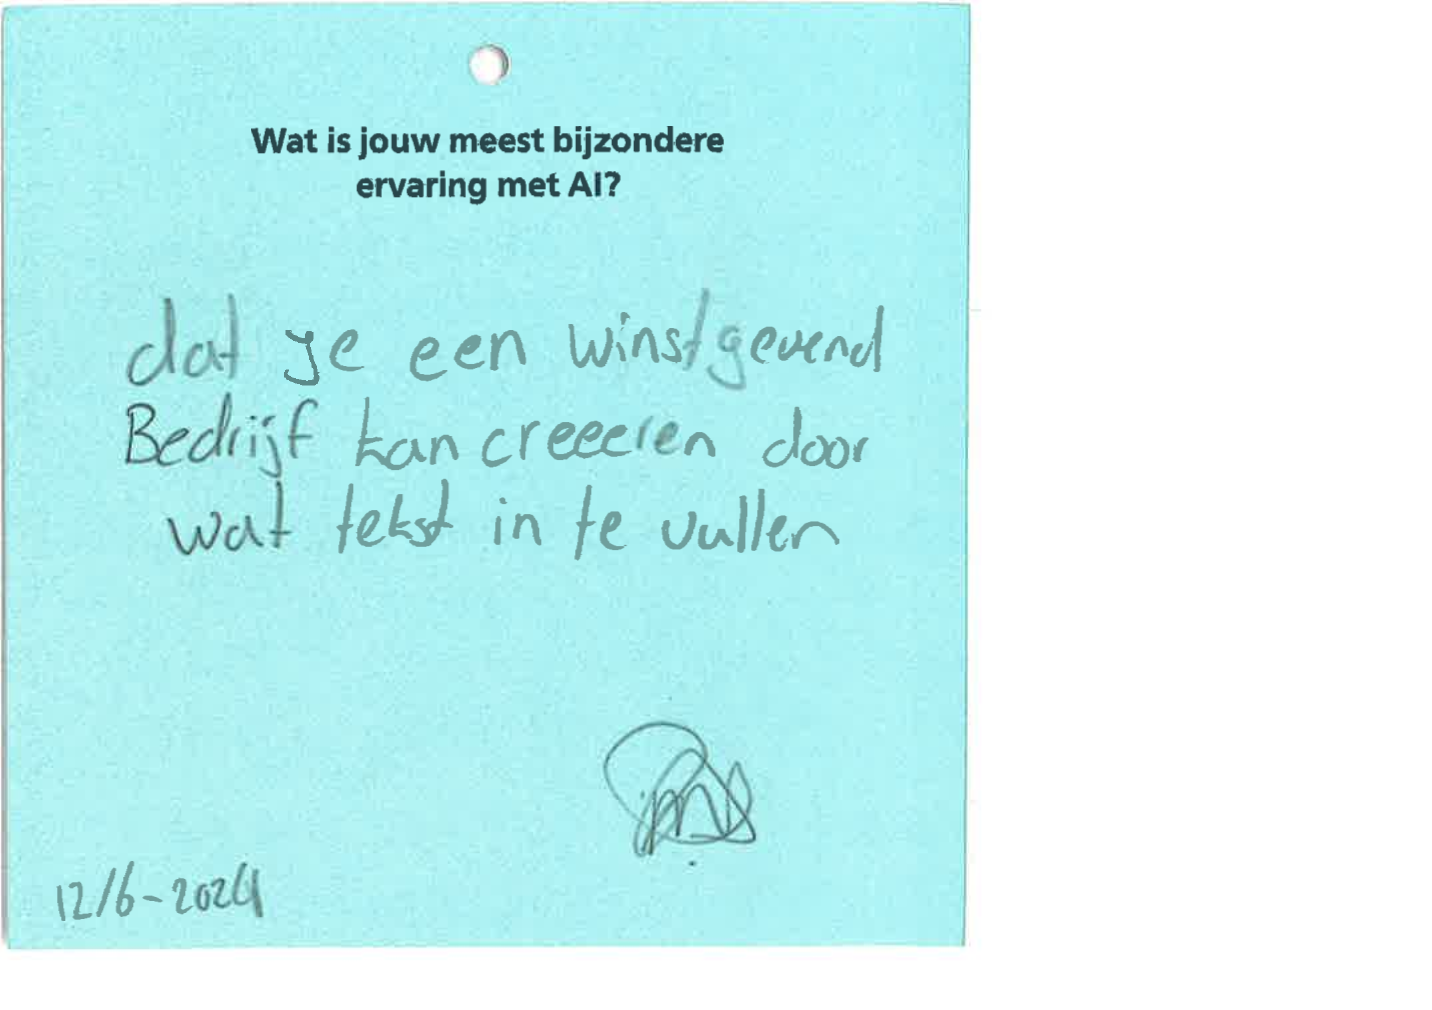 Wat is jouw meest bijzondere
ervaring met AI?
dat je een winstgevend
Bedrijf kan creeeren door
wat tekst in te vullen
12/6-2024